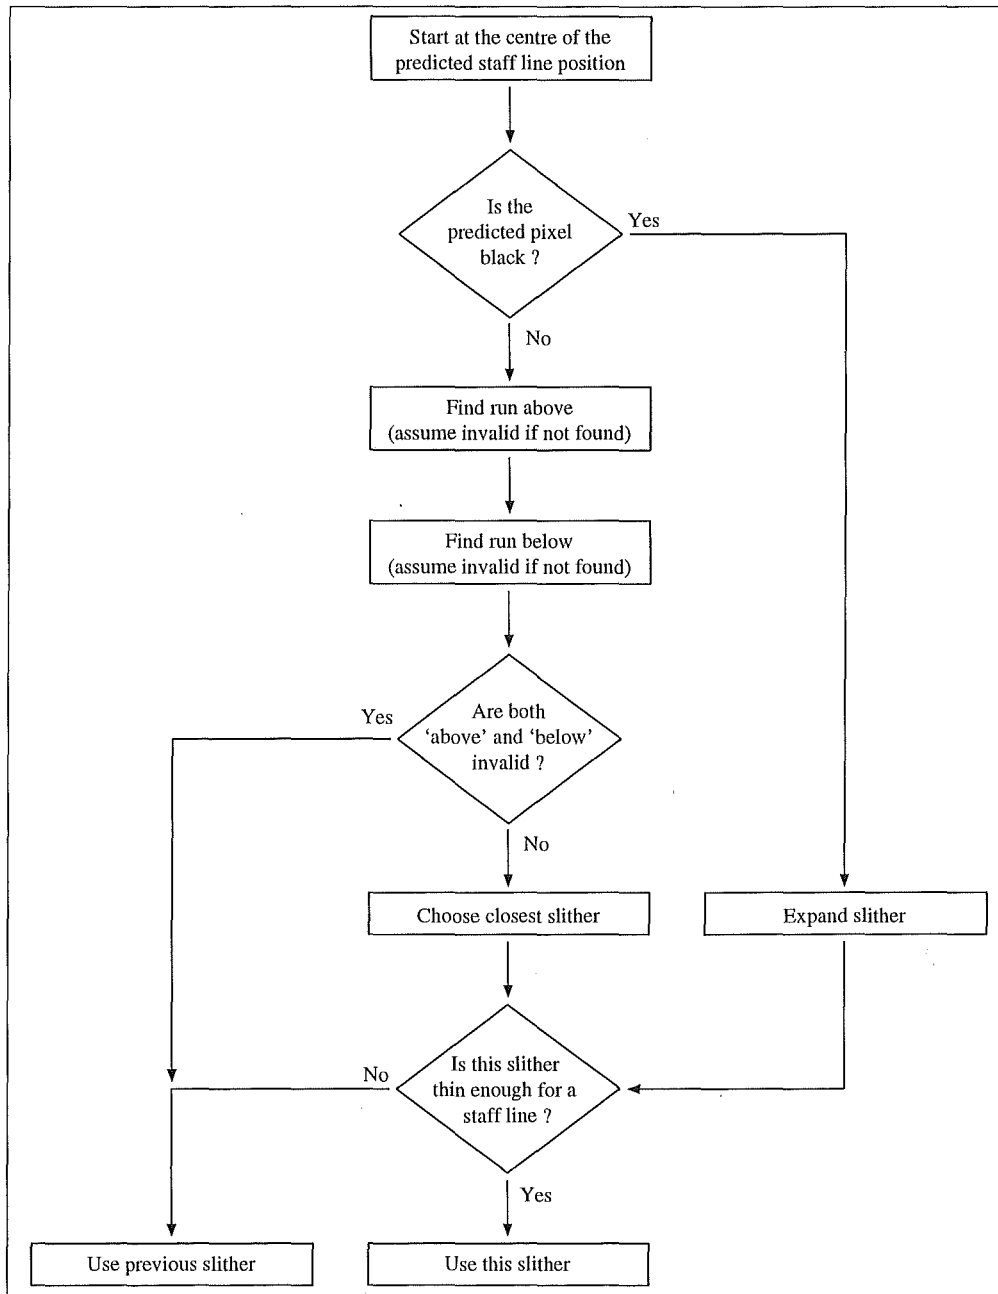 Start at the centre of the
predicted staff line position
Is the
predicted pixel
black ?
Yes
No
Find run above
(assume invalid if not found)
Find run below
(assume invalid if not found)
Yes
Are both
‘above’ and ‘below’
invalid ?
No
Choose closest slither
Expand slither
No
Is this slither
thin enough for a
staff line ?
Yes
Use previous slither
Use this slither